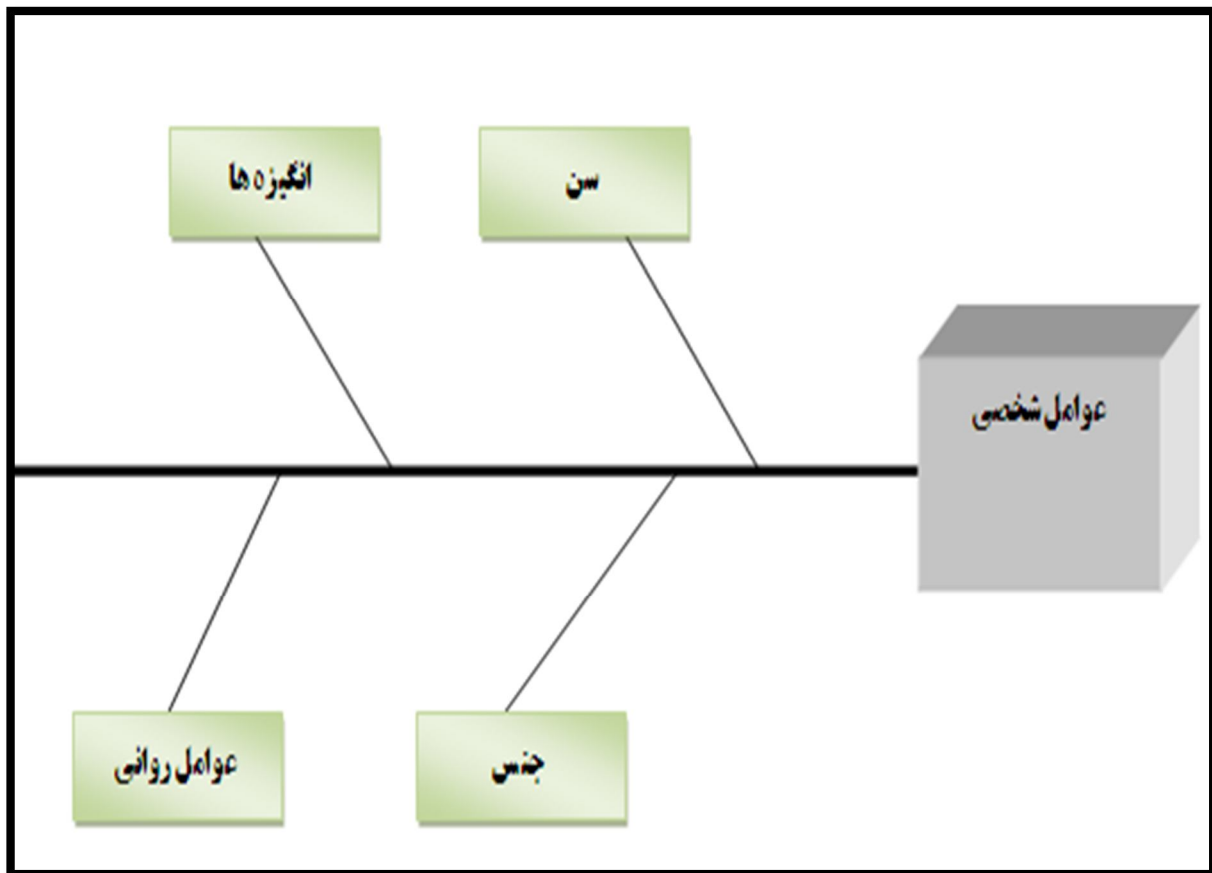 سن
انگیزه ها
عوامل شخصی
جنس
عوامل روانی